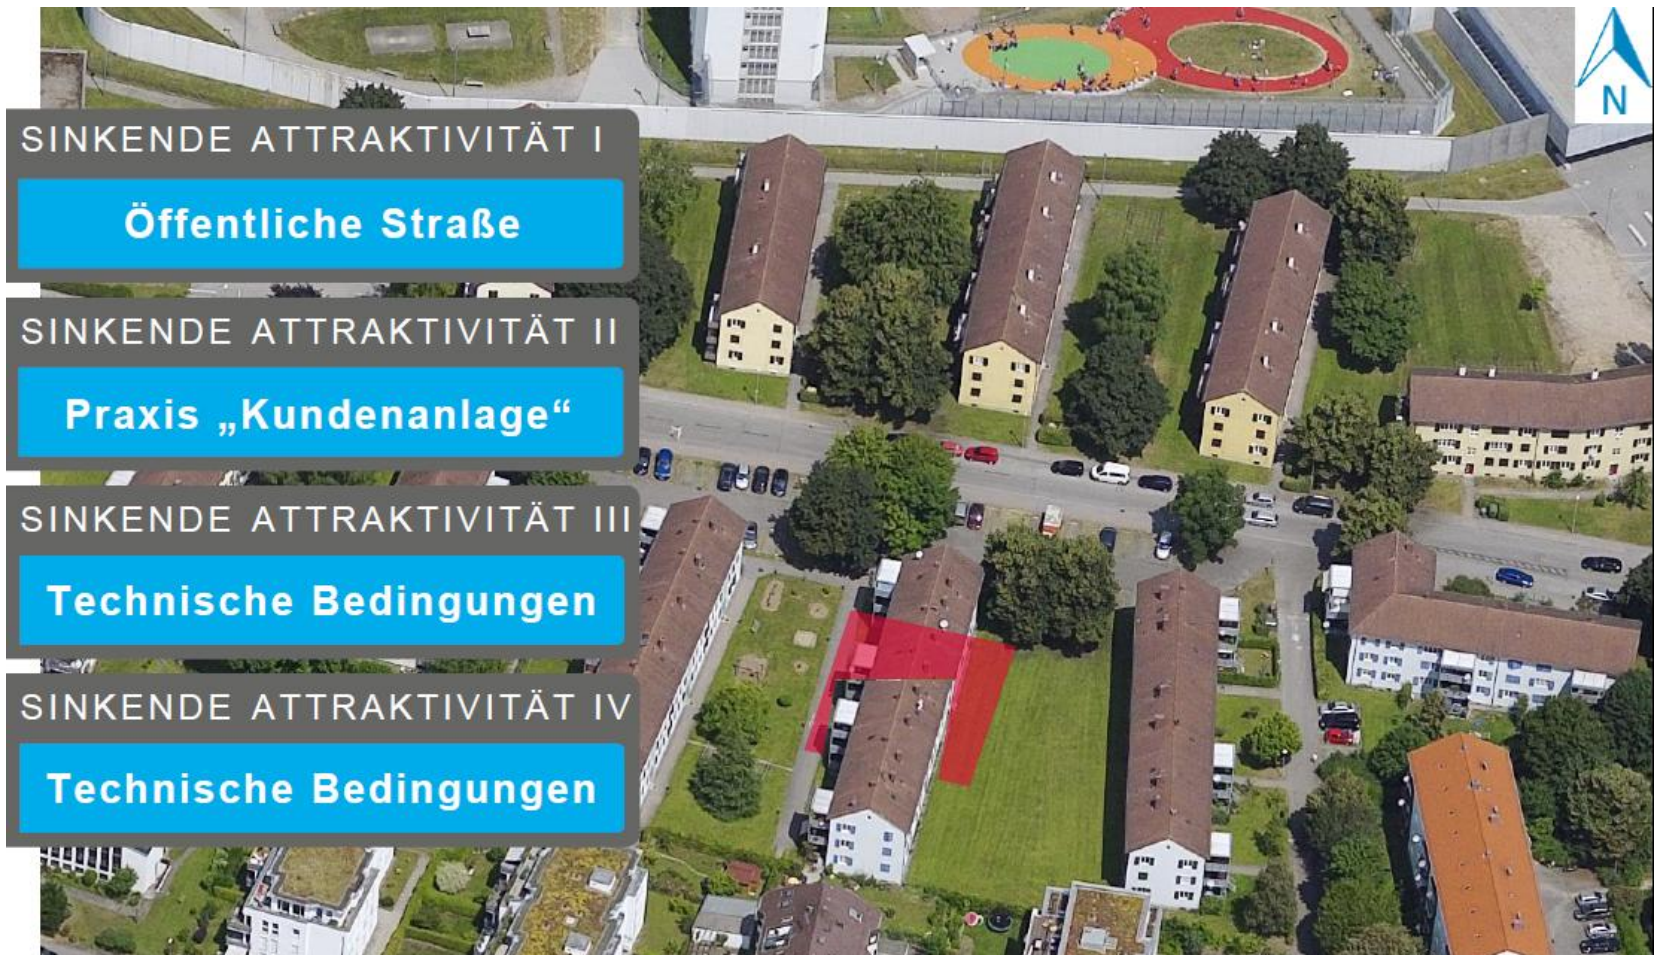 SINKENDE ATTRAKTIVITÄT I
Öffentliche Straße
SINKENDE ATTRAKTIVITÄT II
Praxis „Kundenanlage“
SINKENDE ATTRAKTIVITÄT III
Technische Bedingungen
SINKENDE ATTRAKTIVITÄT IV
Technische Bedingungen
N